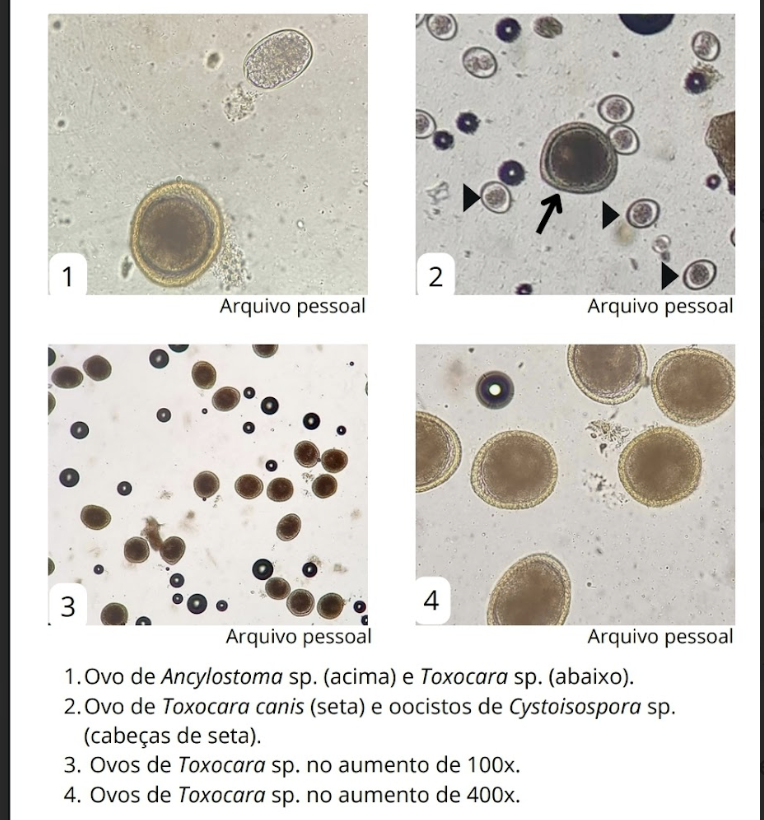 1
Arquivo pessoal
2
Arquivo pessoal
3
Arquivo pessoal
4
Arquivo pessoal
1. Ovo de Ancylostoma sp. (acima) e Toxocara sp. (abaixo).
2. Ovo de Toxocara canis (seta) e oocistos de Cystoisospora sp.
(cabeças de seta).
3. Ovos de Toxocara sp. no aumento de 100x.
4. Ovos de Toxocara sp. no aumento de 400x.